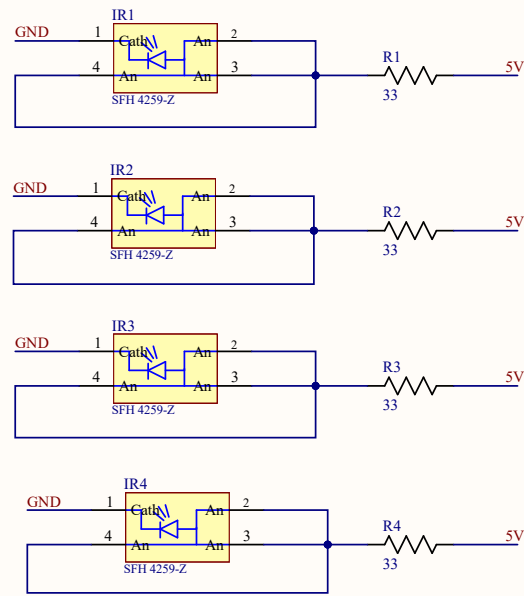 IR1
GND 1 Cath An 2 R1 5V
4 An An 3 33
SFH 4259-Z
IR2
GND 1 Cath An 2 R2 5V
4 An An 3 33
SFH 4259-Z
IR3
GND 1 Cath An 2 R3 5V
4 An An 3 33
SFH 4259-Z
IR4
GND 1 Cath An 2 R4 5V
4 An An 3 33
SFH 4259-Z